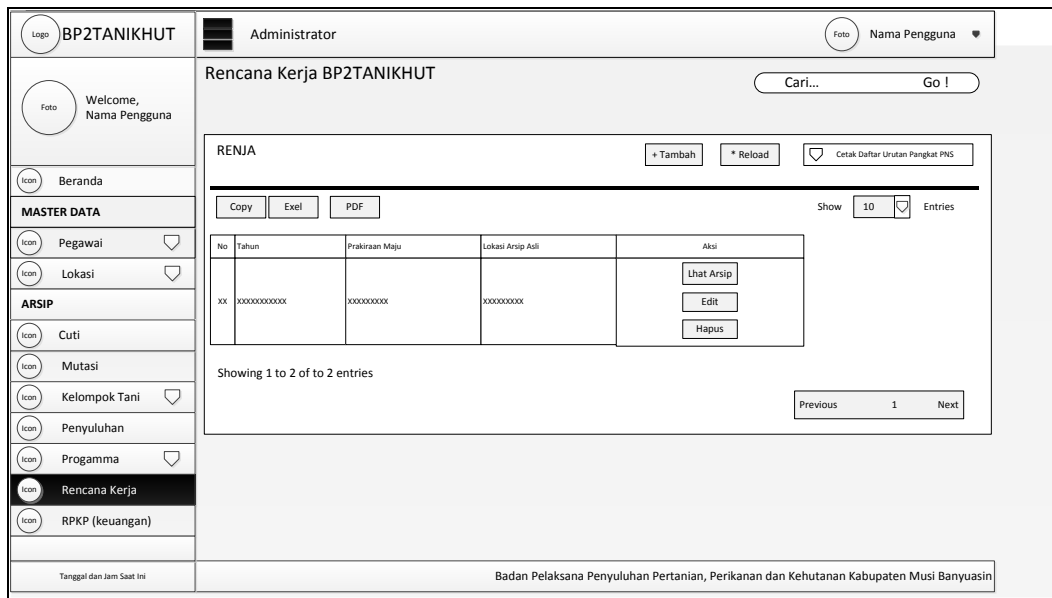 Logo BP2TANIKHUT
Administrator
Foto Nama Pengguna
Foto
Welcome,
Nama Pengguna
Rencana Kerja BP2TANIKHUT
Cari... Go !
RENJA
+ Tambah
* Reload
Cetak Daftar Urutan Pangkat PNS
Icon Beranda
MASTER DATA
Icon Pegawai
Icon Lokasi
ARSIP
Icon Cuti
Icon Mutasi
Icon Kelompok Tani
Icon Penyuluhan
Icon Progamma
Icon Rencana Kerja
Icon RPKP (keuangan)
Copy Exel PDF
Show 10 Entries
No Tahun Prakiraan Maju Lokasi Arsip Asli Aksi
xx xxxxxxxxxxx xxxxxxxxx xxxxxxxxx
Lhat Arsip
Edit
Hapus
Showing 1 to 2 of to 2 entries
Previous 1 Next
Tanggal dan Jam Saat Ini
Badan Pelaksana Penyuluhan Pertanian, Perikanan dan Kehutanan Kabupaten Musi Banyuasin